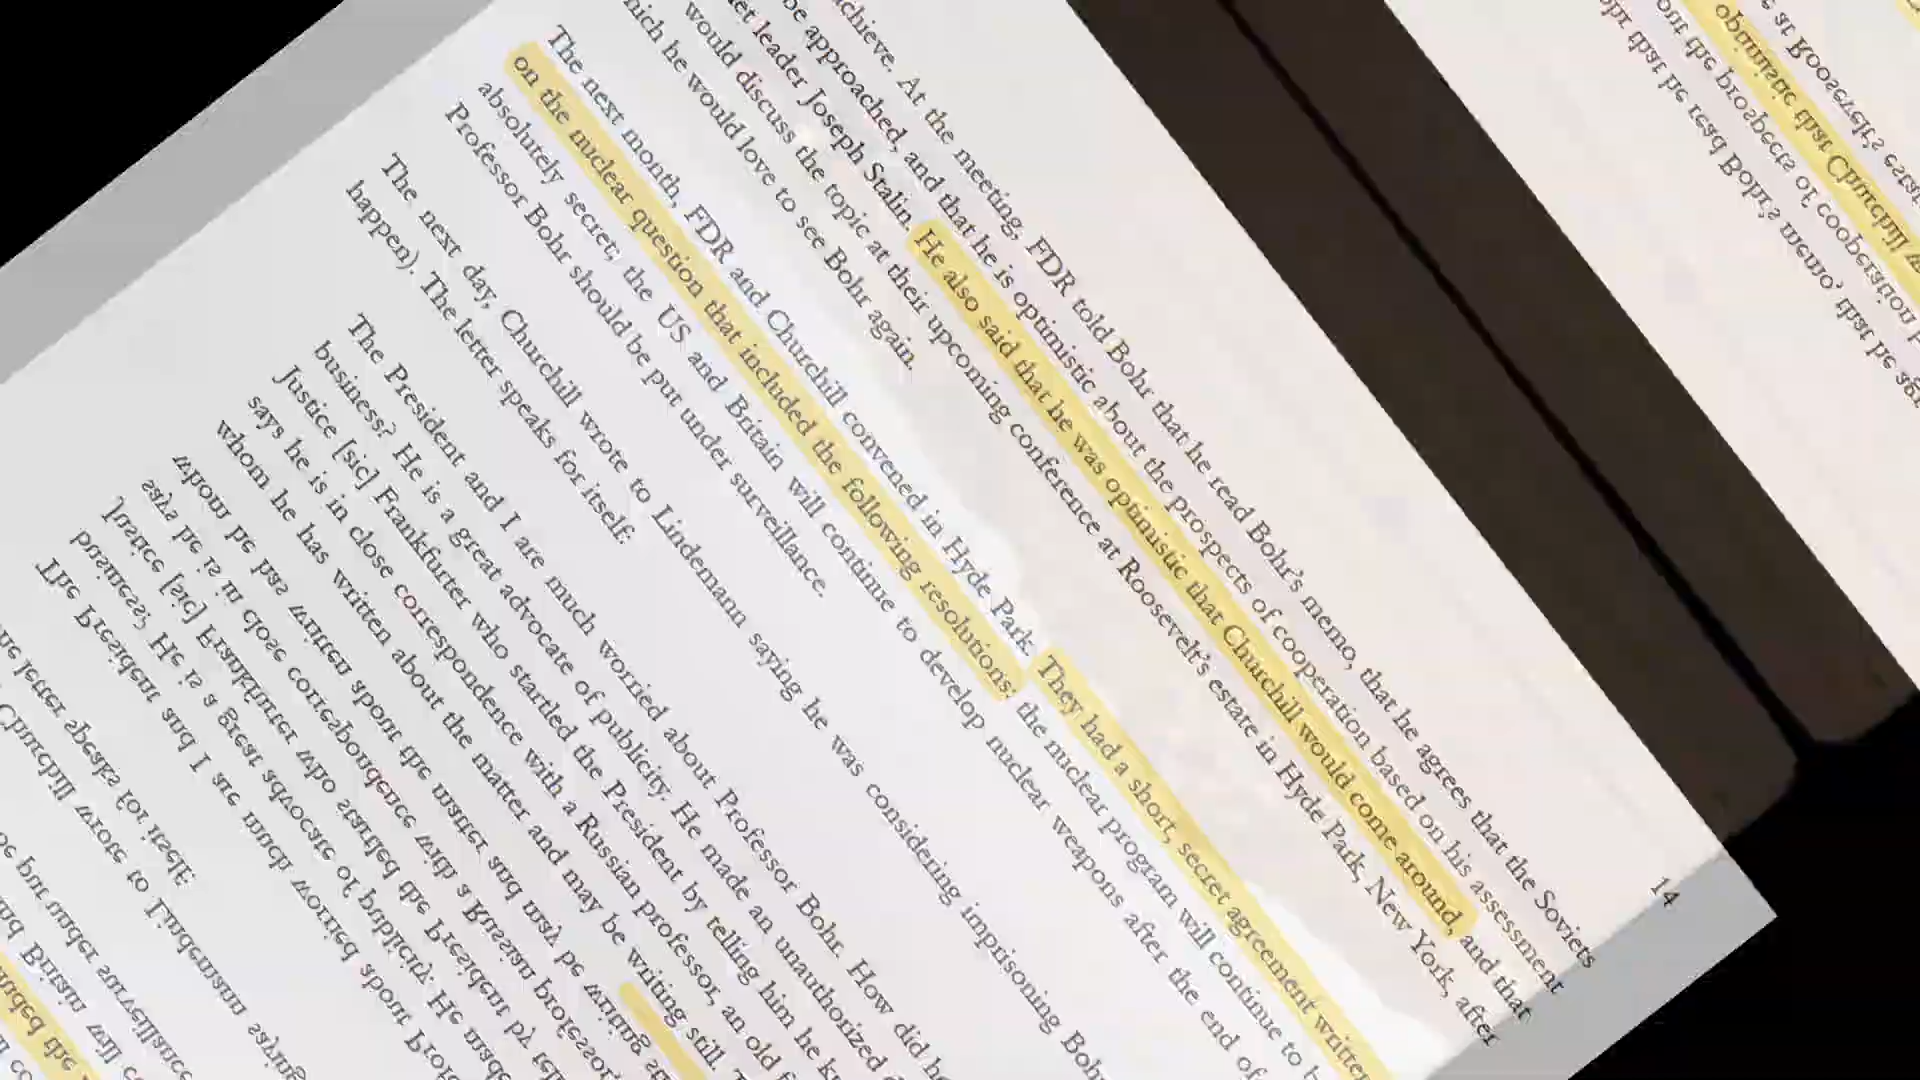 14
achieve. At the meeting, FDR told Bohr that he read Bohr's memo, that he agrees that the Soviets
be approached, and that he is optimistic about the prospects of cooperation based on his assessment
leader Joseph Stalin. He also said that he was optimistic that Churchill would come around, and that
would discuss the topic at their upcoming conference at Roosevelt's estate in Hyde Park, New York, after
he would love to see Bohr again.
The next month, FDR and Churchill convened in Hyde Park. They had a short, secret agreement written
on the nuclear question that included the following resolutions: the nuclear program will continue to
absolutely secret; the US and Britain will continue to develop nuclear weapons after the end of
Professor Bohr should be put under surveillance.
The next day, Churchill wrote to Lindemann saying he was considering imprisoning Bohr
happen). The letter speaks for itself:
The President and I are much worried about Professor Bohr. How did he
business? He is a great advocate of publicity. He made an unauthorized
Justice [sic] Frankfurter who startled the President by telling him he
says he is in close correspondence with a Russian professor, an old
whom he has written about the matter and may be writing still.